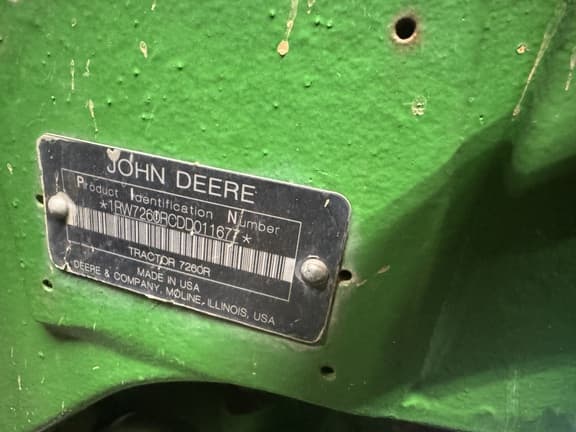 JOHN DEERE
Product Identification Number
*1RW7260RCDD011677*
TRACTOR 7260R
MADE IN USA
DEERE & COMPANY, MOLINE, ILLINOIS, USA